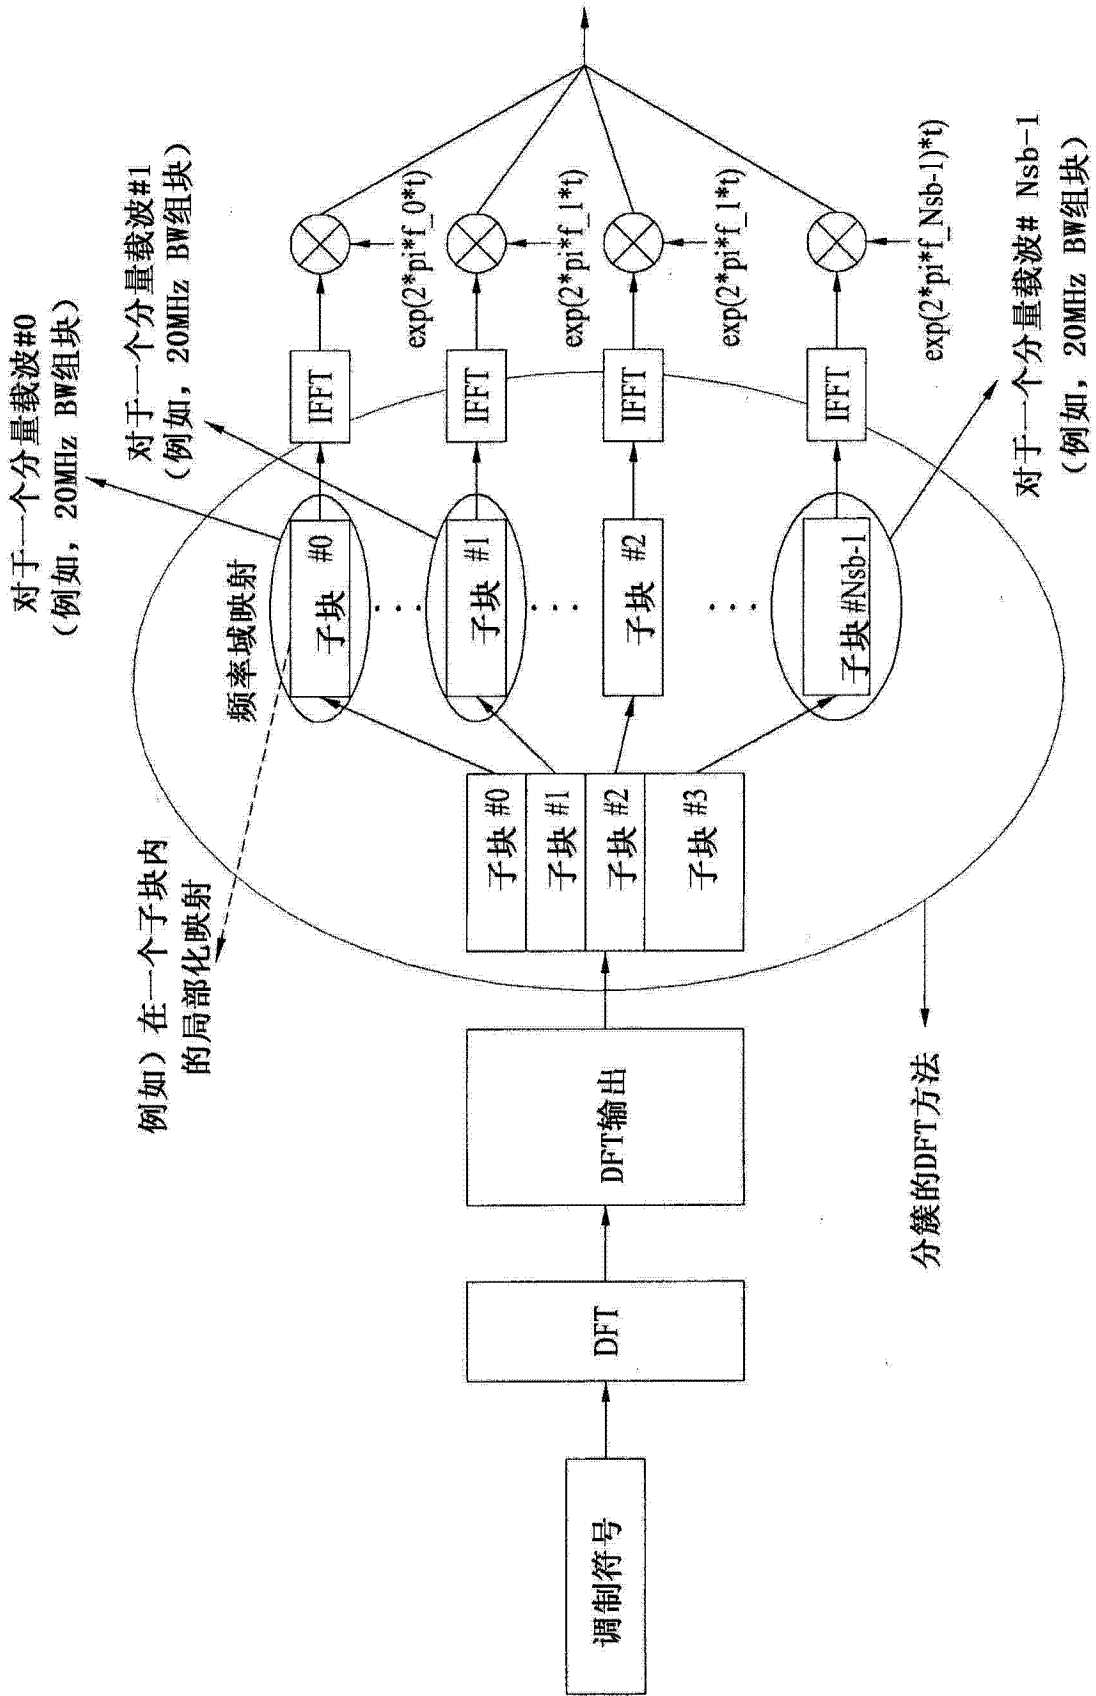 对于一个分量载波#0
(例如，20MHz BW组块)
对于一个分量载波#1
(例如，20MHz BW组块)
频率域映射
例如）在一个子块内
的局部化映射
调制符号
DFT
DFT输出
子块 #0
子块 #1
子块 #2
子块 #3
子块 #0
IFFT
exp(2*pi*f_0*t)
子块 #1
IFFT
exp(2*pi*f_1*t)
子块 #2
IFFT
exp(2*pi*f_1*t)
子块 #Nsb-1
IFFT
exp(2*pi*f_Nsb-1)*t)
对于一个分量载波# Nsb-1
(例如，20MHz BW组块)
分簇的DFT方法